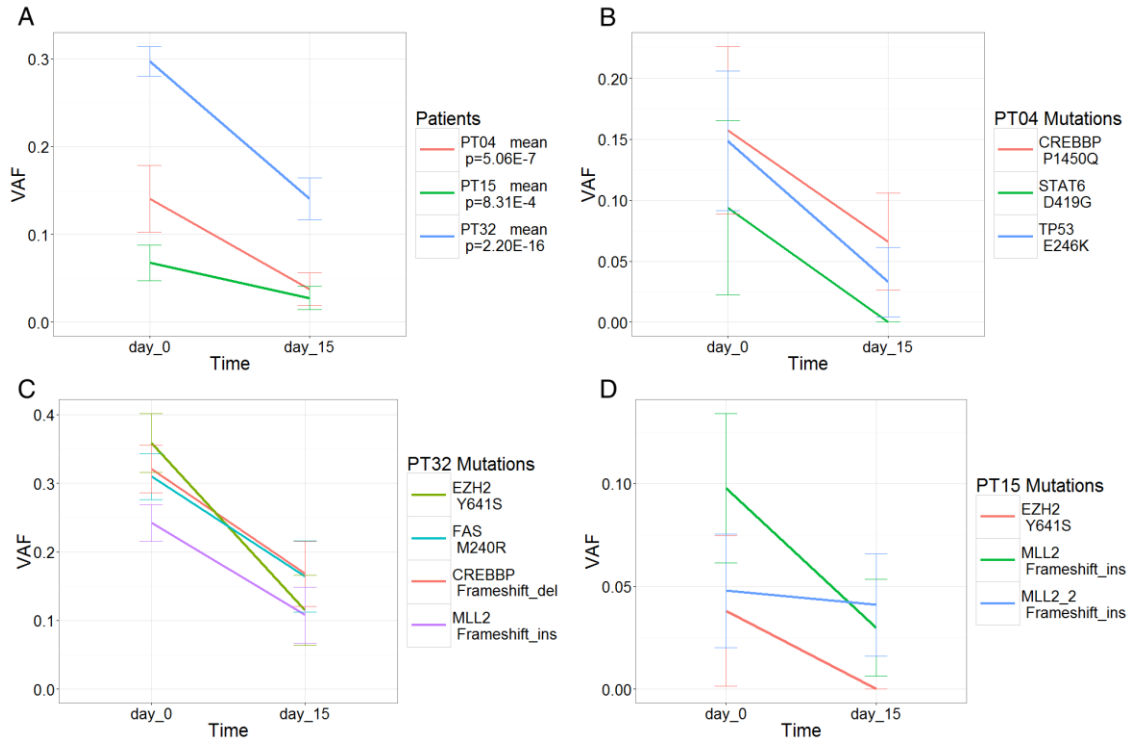 A
VAF
0.3
0.2
0.1
0.0
day_0
day_15
Time
Patients
PT04 mean
p=5.06E-7
PT15 mean
p=8.31E-4
PT32 mean
p=2.20E-16
B
VAF
0.20
0.15
0.10
0.05
0.00
day_0
day_15
Time
PT04 Mutations
CREBBP
P1450Q
STAT6
D419G
TP53
E246K
C
VAF
0.4
0.3
0.2
0.1
0.0
day_0
day_15
Time
PT32 Mutations
EZH2
Y641S
FAS
M240R
CREBBP
Frameshift_del
MLL2
Frameshift_ins
D
VAF
0.10
0.05
0.00
day_0
day_15
Time
PT15 Mutations
EZH2
Y641S
MLL2
Frameshift_ins
MLL2_2
Frameshift_ins